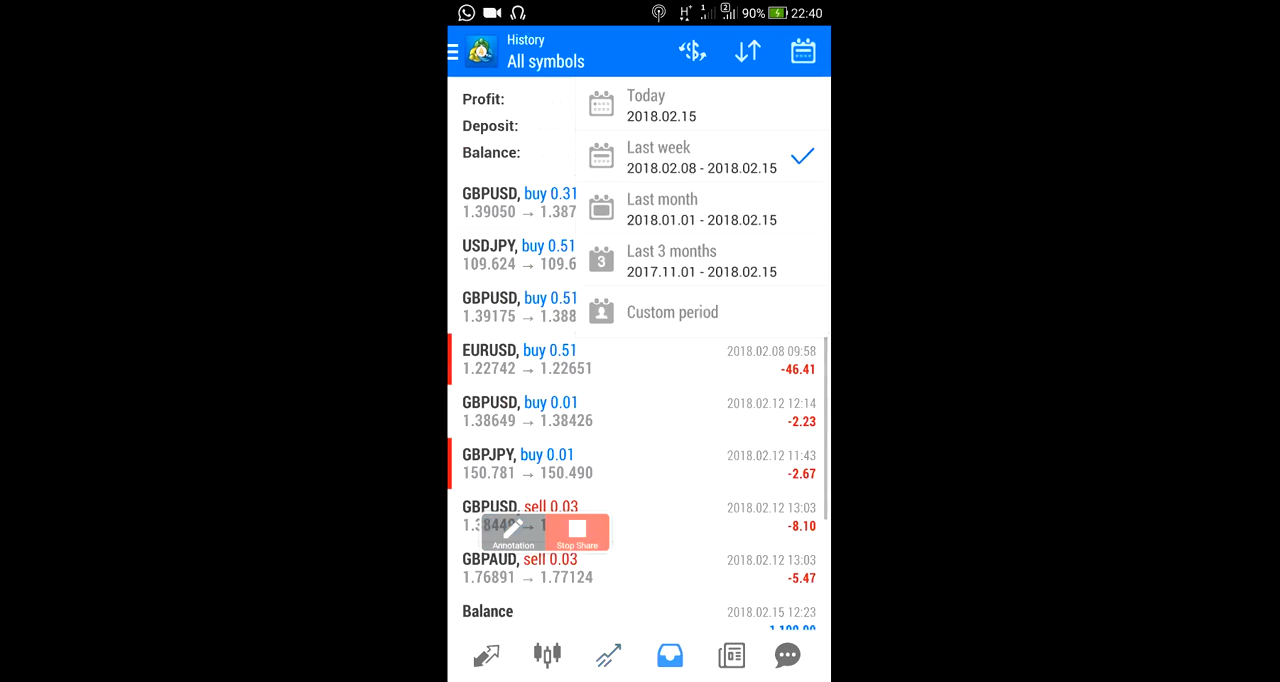 H+ 1 2 90% 22:40
History
All symbols
Profit:
Deposit:
Balance:
Today
2018.02.15
Last week
2018.02.08 - 2018.02.15
Last month
2018.01.01 - 2018.02.15
3
Last 3 months
2017.11.01 - 2018.02.15
Custom period
GBPUSD, buy 0.31
1.39050 → 1.387
USDJPY, buy 0.51
109.624 → 109.6
GBPUSD, buy 0.51
1.39175 → 1.388
EURUSD, buy 0.51 2018.02.08 09:58
1.22742 → 1.22651 -46.41
GBPUSD, buy 0.01 2018.02.12 12:14
1.38649 → 1.38426 -2.23
GBPJPY, buy 0.01 2018.02.12 11:43
150.781 → 150.490 -2.67
GBPUSD, sell 0.03 2018.02.12 13:03
→ 1 -8.10
Annotation Stop Share
GBPAUD, sell 0.03 2018.02.12 13:03
1.76891 → 1.77124 -5.47
Balance 2018.02.15 12:23